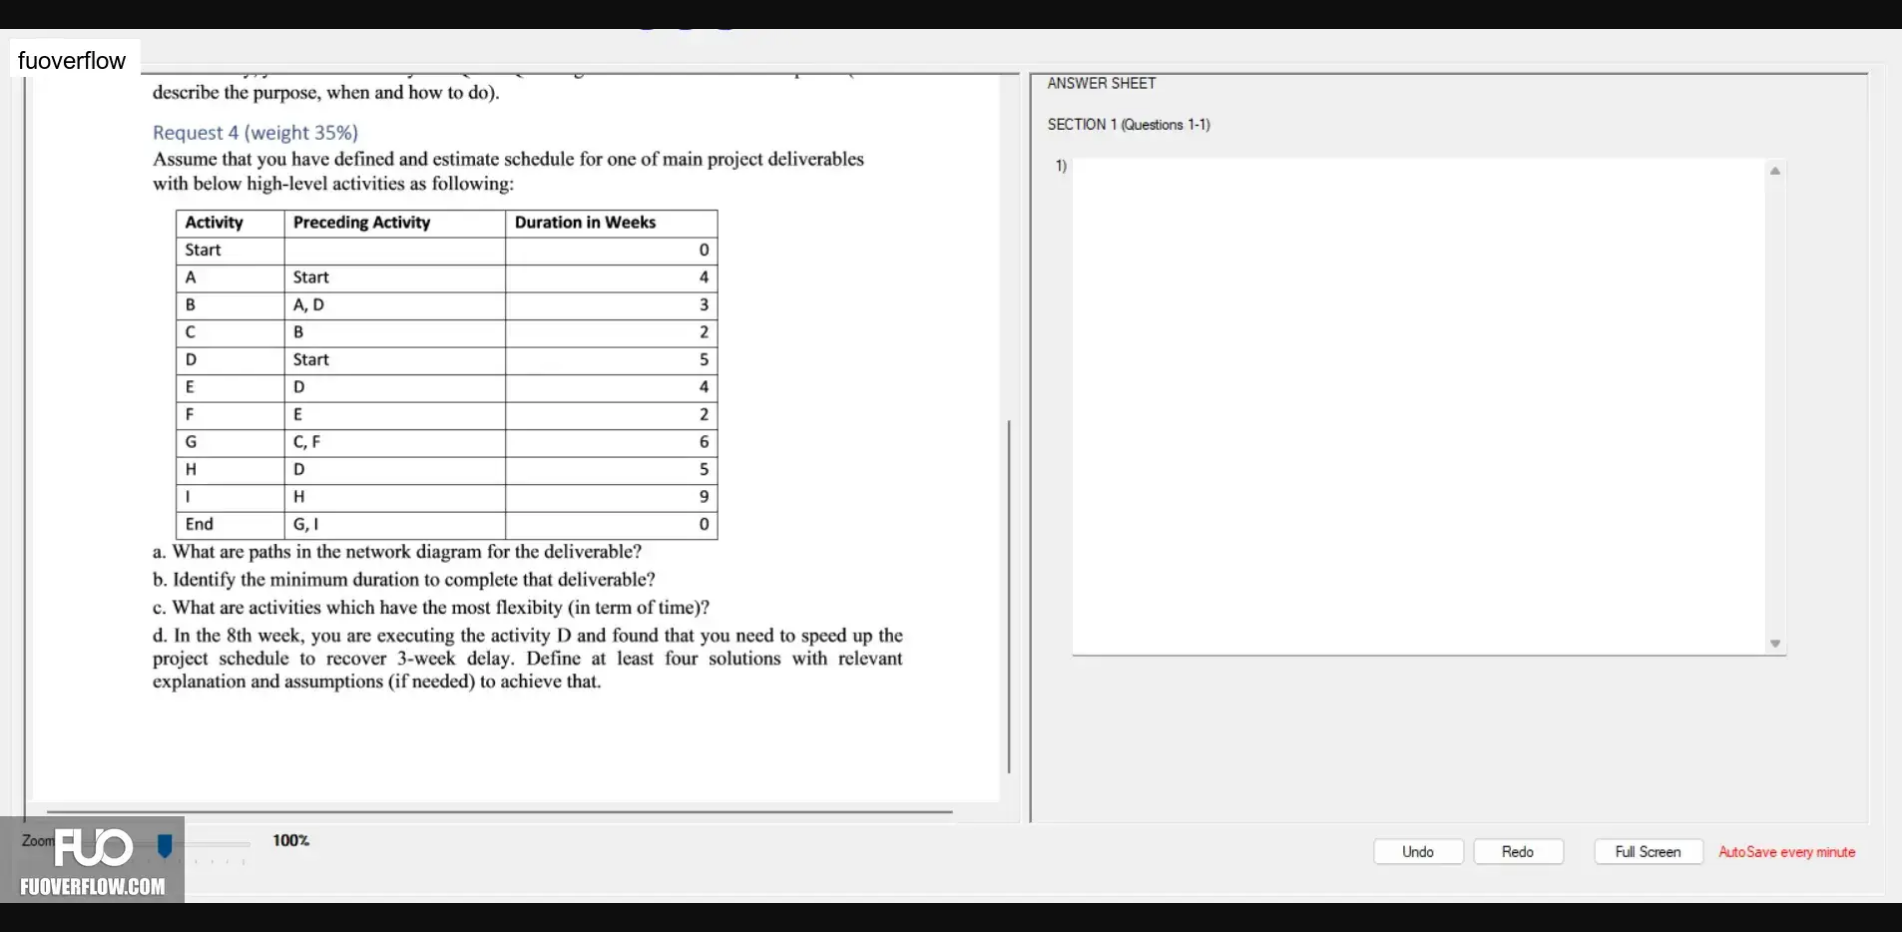 fuoverflow
describe the purpose, when and how to do).
Request 4 (weight 35%)
Assume that you have defined and estimate schedule for one of main project deliverables
with below high-level activities as following:
Activity Preceding Activity Duration in Weeks
Start 0
A Start 4
B A, D 3
C B 2
D Start 5
E D 4
F E 2
G C, F 6
H D 5
I H 9
End G, I 0
a. What are paths in the network diagram for the deliverable?
b. Identify the minimum duration to complete that deliverable?
c. What are activities which have the most flexibity (in term of time)?
d. In the 8th week, you are executing the activity D and found that you need to speed up the
project schedule to recover 3-week delay. Define at least four solutions with relevant
explanation and assumptions (if needed) to achieve that.
ANSWER SHEET
SECTION 1 (Questions 1-1)
1)
Zoom
100%
FUO
FUOVERFLOW.COM
Undo Redo Full Screen AutoSave every minute